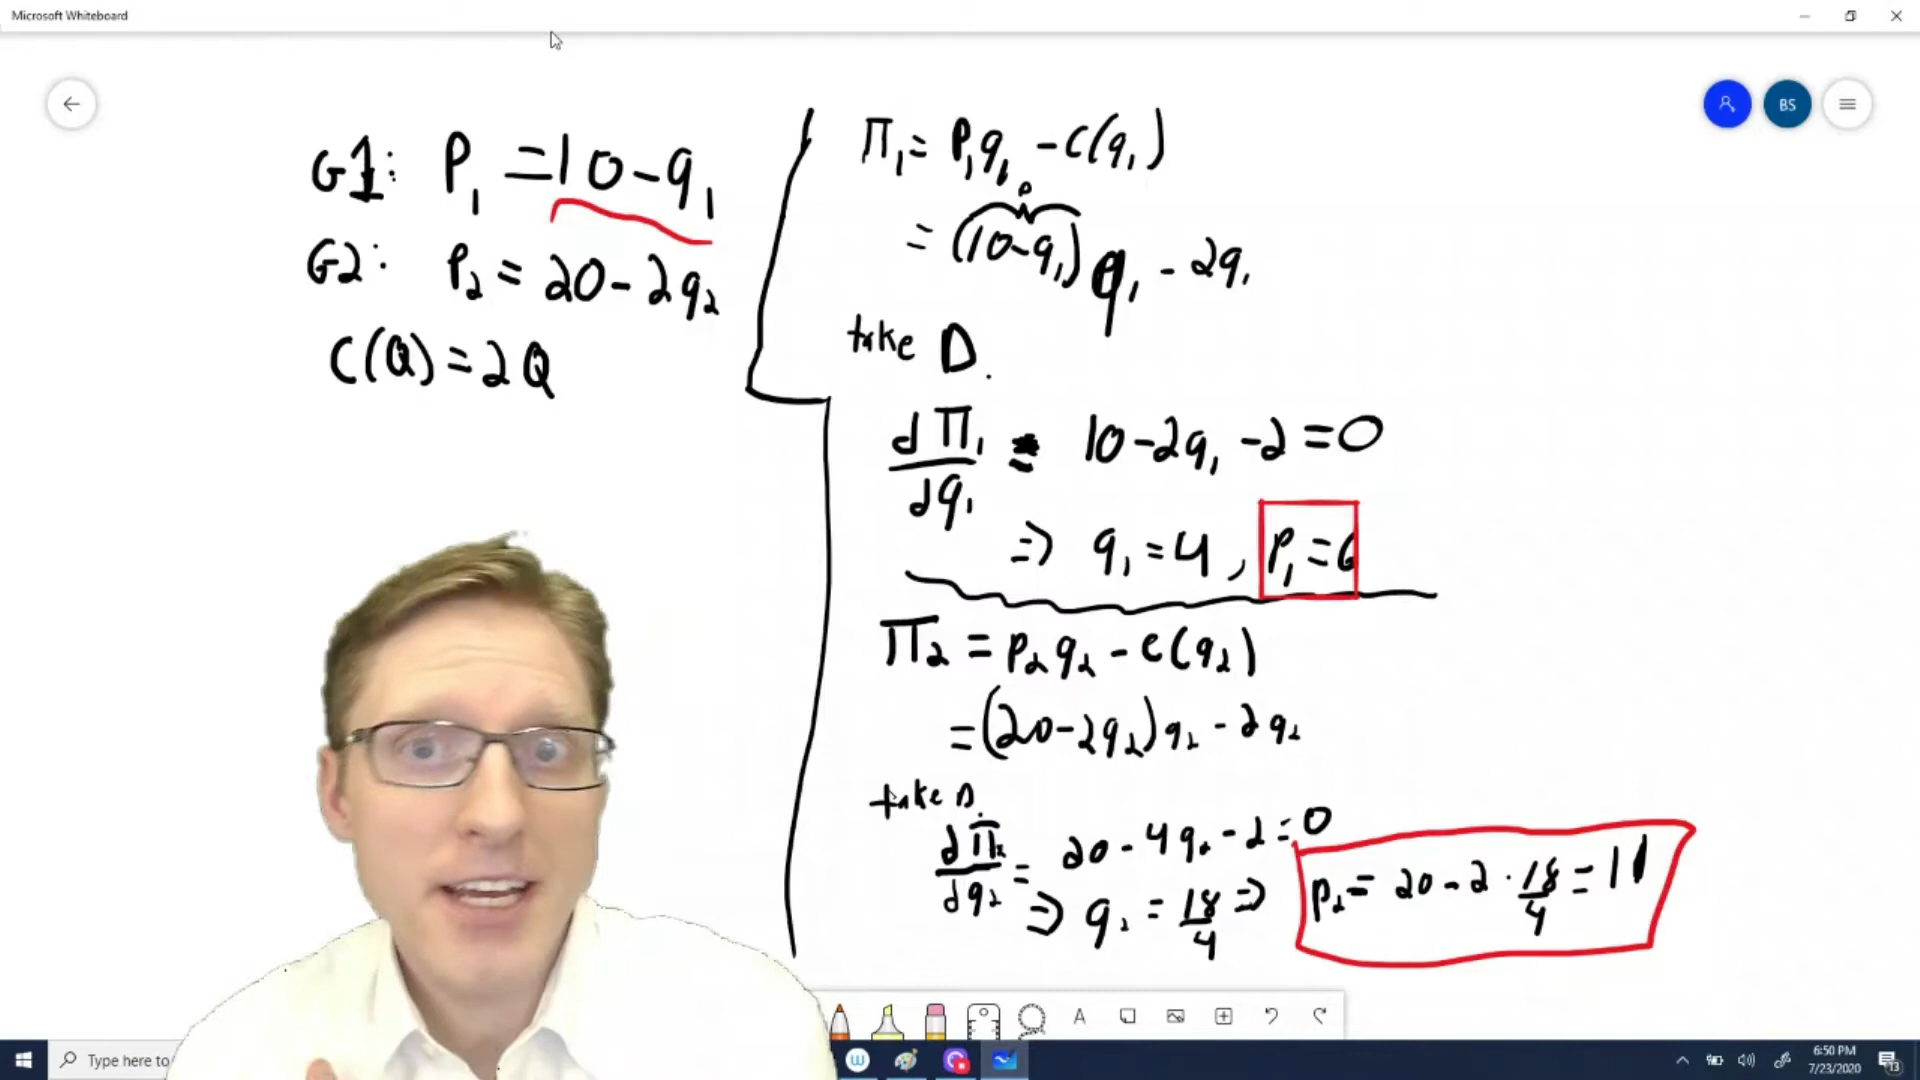 Microsoft Whiteboard
BS
G1: P₁ = 10 - q₁
G2: P₂ = 20 - 2q₂
C(Q) = 2Q
Π₁ = P₁q₁ - C(q₁)
P
= (10 - q₁) q₁ - 2q₁
take D.
dΠ₁/dq₁ = 10 - 2q₁ - 2 = 0
⇒ q₁ = 4, P₁ = 6
Π₂ = P₂q₂ - C(q₂)
= (20 - 2q₂) q₂ - 2q₂
take D.
dΠ₂/dq₂ = 20 - 4q₂ - 2 = 0
⇒ q₂ = 18/4 ⇒ P₂ = 20 - 2 · 18/4 = 11
A
Type here to
W
6:50 PM
7/23/2020
13